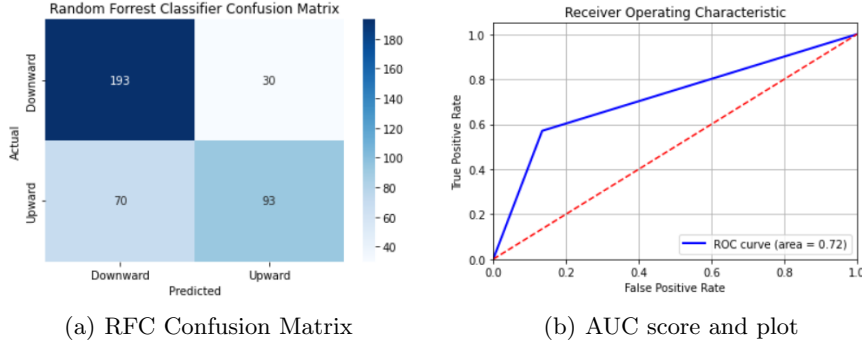 Random Forrest Classifier Confusion Matrix
Downward
Upward
Actual
193
30
70
93
Downward
Upward
Predicted
180
160
140
120
100
80
60
40
(a) RFC Confusion Matrix
Receiver Operating Characteristic
True Positive Rate
1.0
0.8
0.6
0.4
0.2
0.0
ROC curve (area = 0.72)
0.0
0.2
0.4
0.6
0.8
1.0
False Positive Rate
(b) AUC score and plot